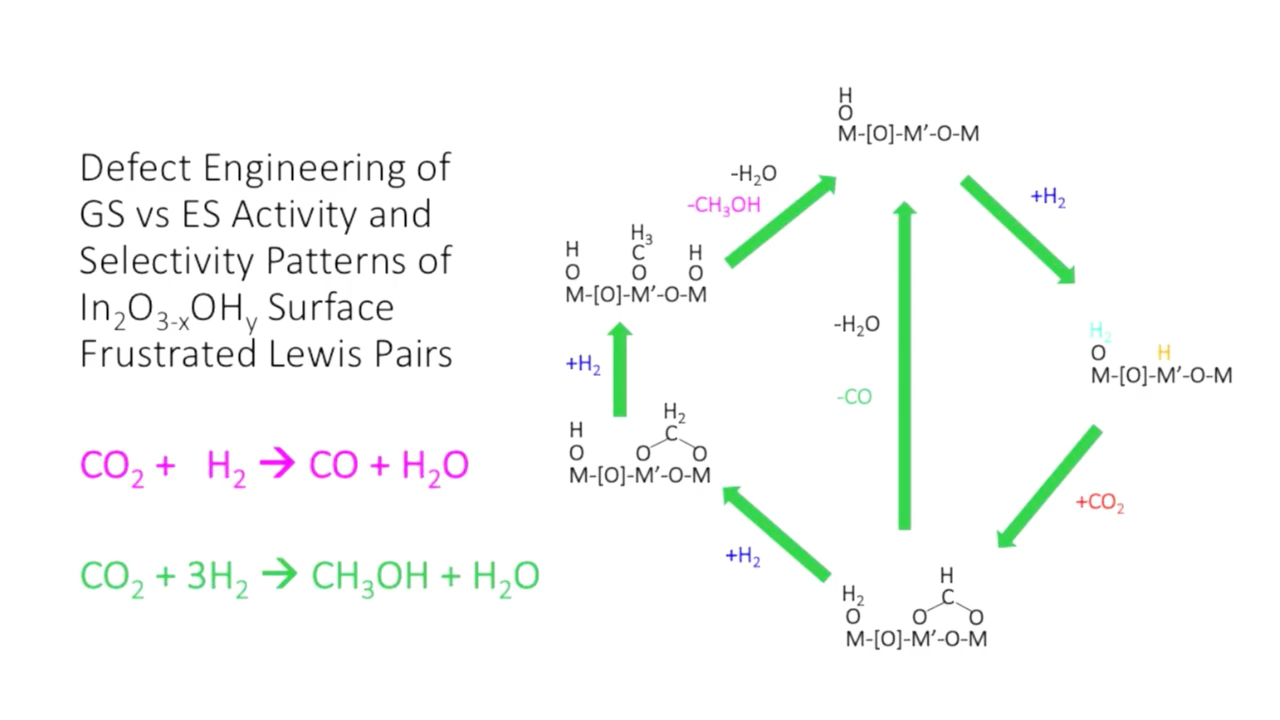 Defect Engineering of
GS vs ES Activity and
Selectivity Patterns of
In₂O₃₋ₓOHᵧ Surface
Frustrated Lewis Pairs
CO₂ + H₂ → CO + H₂O
CO₂ + 3H₂ → CH₃OH + H₂O
H
O
M-[O]-M′-O-M
+H₂
H₂
O H
M-[O]-M′-O-M
+CO₂
H
H₂ C
O O O
M-[O]-M′-O-M
-H₂O
-CO
+H₂
H₂
H C
O O O
M-[O]-M′-O-M
+H₂
H₃
H C H
O O O
M-[O]-M′-O-M
-H₂O
-CH₃OH